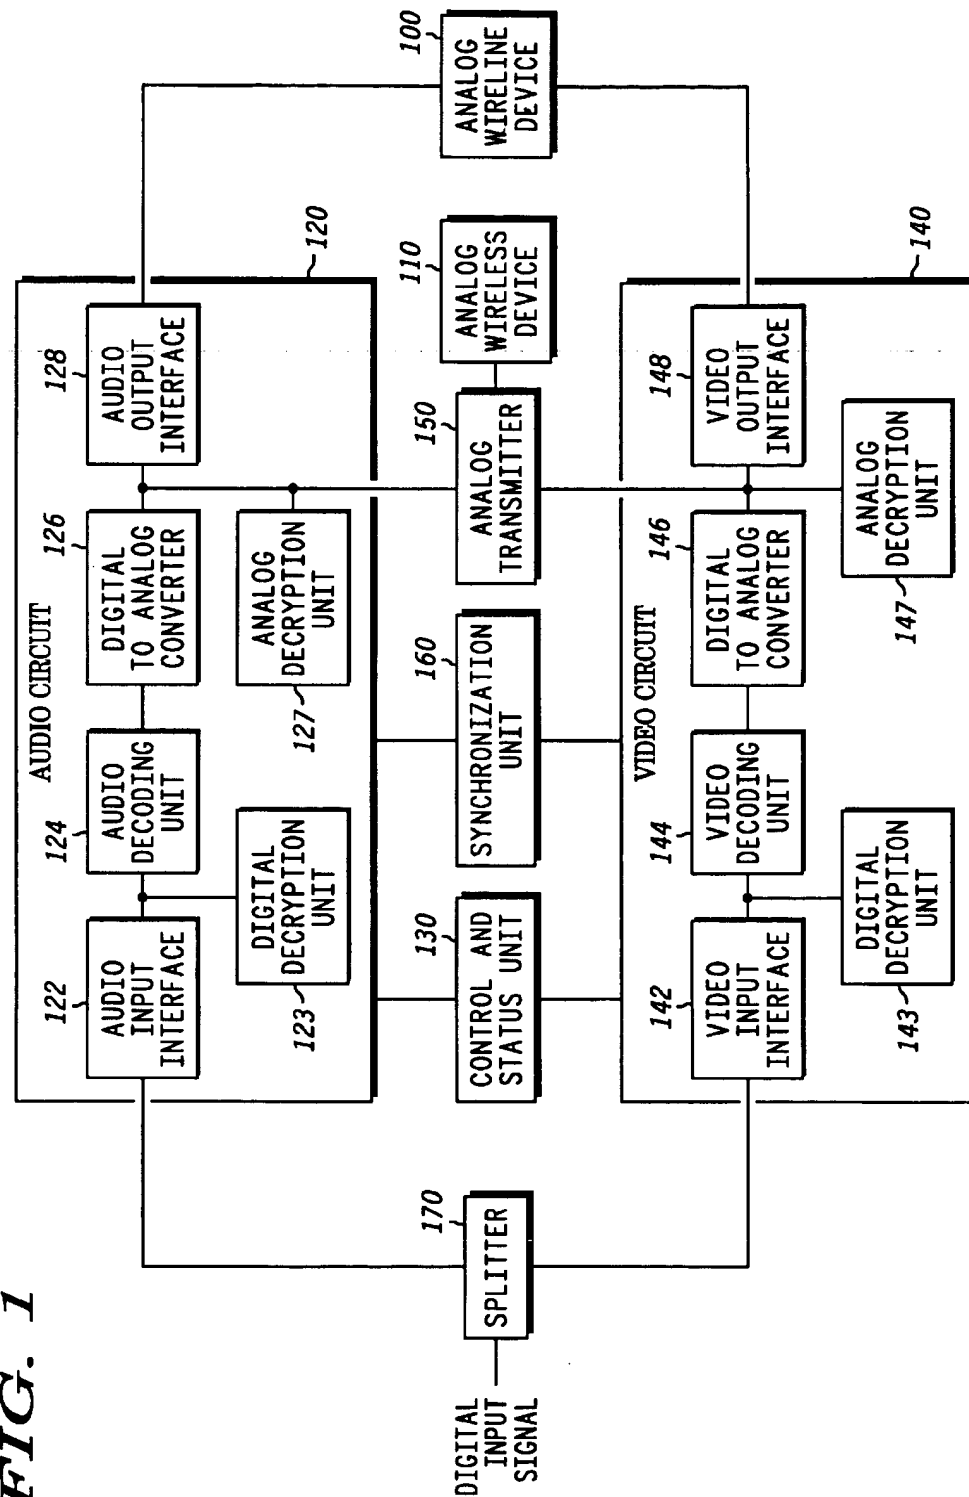 FIG. 1
DIGITAL
INPUT
SIGNAL
170
SPLITTER
AUDIO CIRCUIT
120
122
AUDIO
INPUT
INTERFACE
123
DIGITAL
DECRYPTION
UNIT
124
AUDIO
DECODING
UNIT
126
DIGITAL
TO ANALOG
CONVERTER
127
ANALOG
DECRYPTION
UNIT
128
AUDIO
OUTPUT
INTERFACE
130
CONTROL AND
STATUS UNIT
160
SYNCHRONIZATION
UNIT
150
ANALOG
TRANSMITTER
110
ANALOG
WIRELESS
DEVICE
100
ANALOG
WIRELINE
DEVICE
VIDEO CIRCUIT
140
142
VIDEO
INPUT
INTERFACE
143
DIGITAL
DECRYPTION
UNIT
144
VIDEO
DECODING
UNIT
146
DIGITAL
TO ANALOG
CONVERTER
147
ANALOG
DECRYPTION
UNIT
148
VIDEO
OUTPUT
INTERFACE